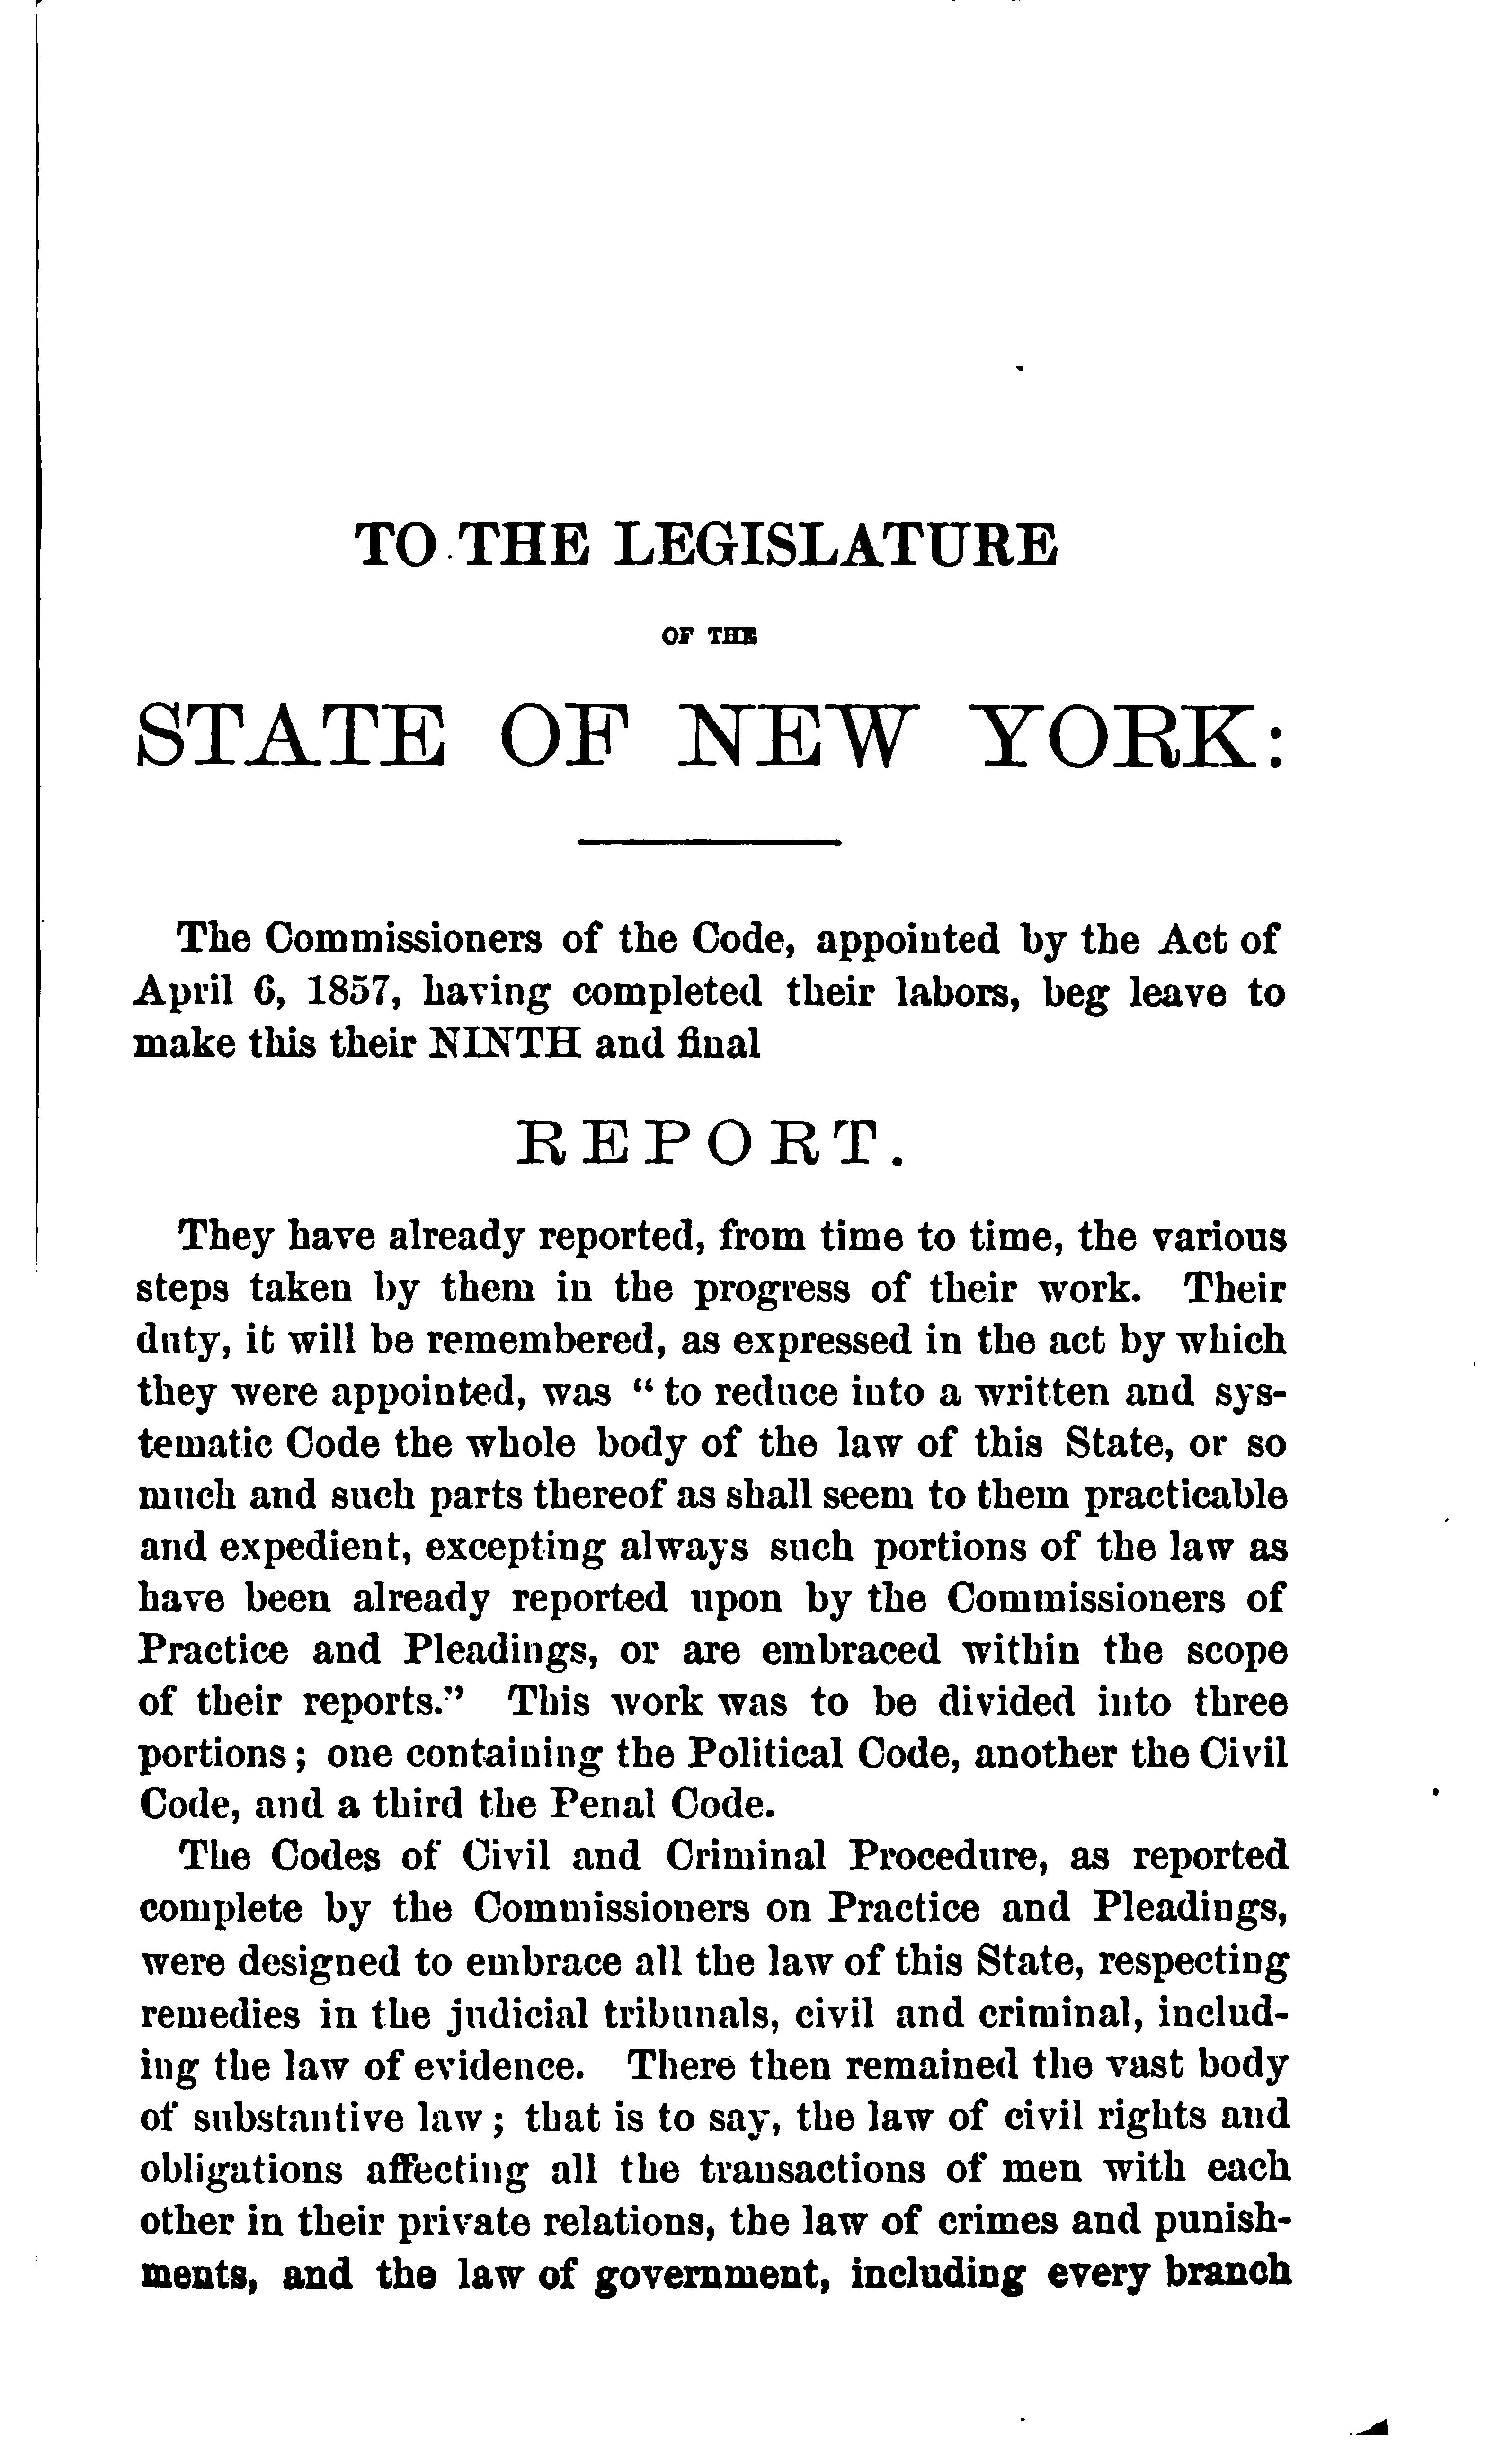 TO THE LEGISLATURE
OF THE
STATE OF NEW YORK:
The Commissioners of the Code, appointed by the Act of
April 6, 1857, having completed their labors, beg leave to
make this their NINTH and final
REPORT.
They have already reported, from time to time, the various
steps taken by them in the progress of their work. Their
duty, it will be remembered, as expressed in the act by which
they were appointed, was “ to reduce into a written and sys-
tematic Code the whole body of the law of this State, or so
much and such parts thereof as shall seem to them practicable
and expedient, excepting always such portions of the law as
have been already reported upon by the Commissioners of
Practice and Pleadings, or are embraced within the scope
of their reports.” This work was to be divided into three
portions ; one containing the Political Code, another the Civil
Code, and a third the Penal Code.
The Codes of Civil and Criminal Procedure, as reported
complete by the Commissioners on Practice and Pleadings,
were designed to embrace all the law of this State, respecting
remedies in the judicial tribunals, civil and criminal, includ-
ing the law of evidence. There then remained the vast body
of substantive law ; that is to say, the law of civil rights and
obligations affecting all the transactions of men with each
other in their private relations, the law of crimes and punish-
ments, and the law of government, including every branch